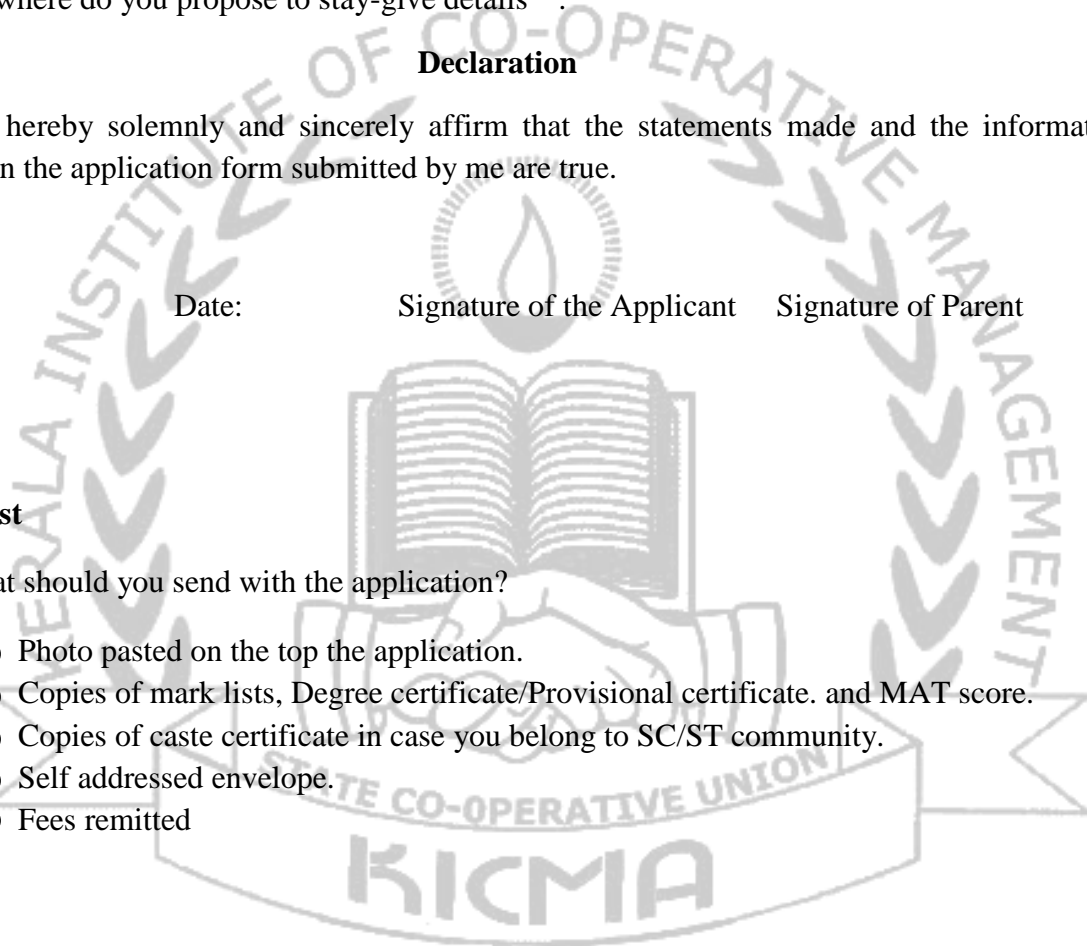 where do you propose to stay-give details .
Declaration
hereby solemnly and sincerely affirm that the statements made and the informat
n the application form submitted by me are true.
Date: Signature of the Applicant Signature of Parent
st
at should you send with the application?
) Photo pasted on the top the application.
) Copies of mark lists, Degree certificate/Provisional certificate. and MAT score.
) Copies of caste certificate in case you belong to SC/ST community.
) Self addressed envelope.
) Fees remitted
KERALA INSTITUTE OF CO-OPERATIVE MANAGEMENT
STATE CO-OPERATIVE UNION
KICMA